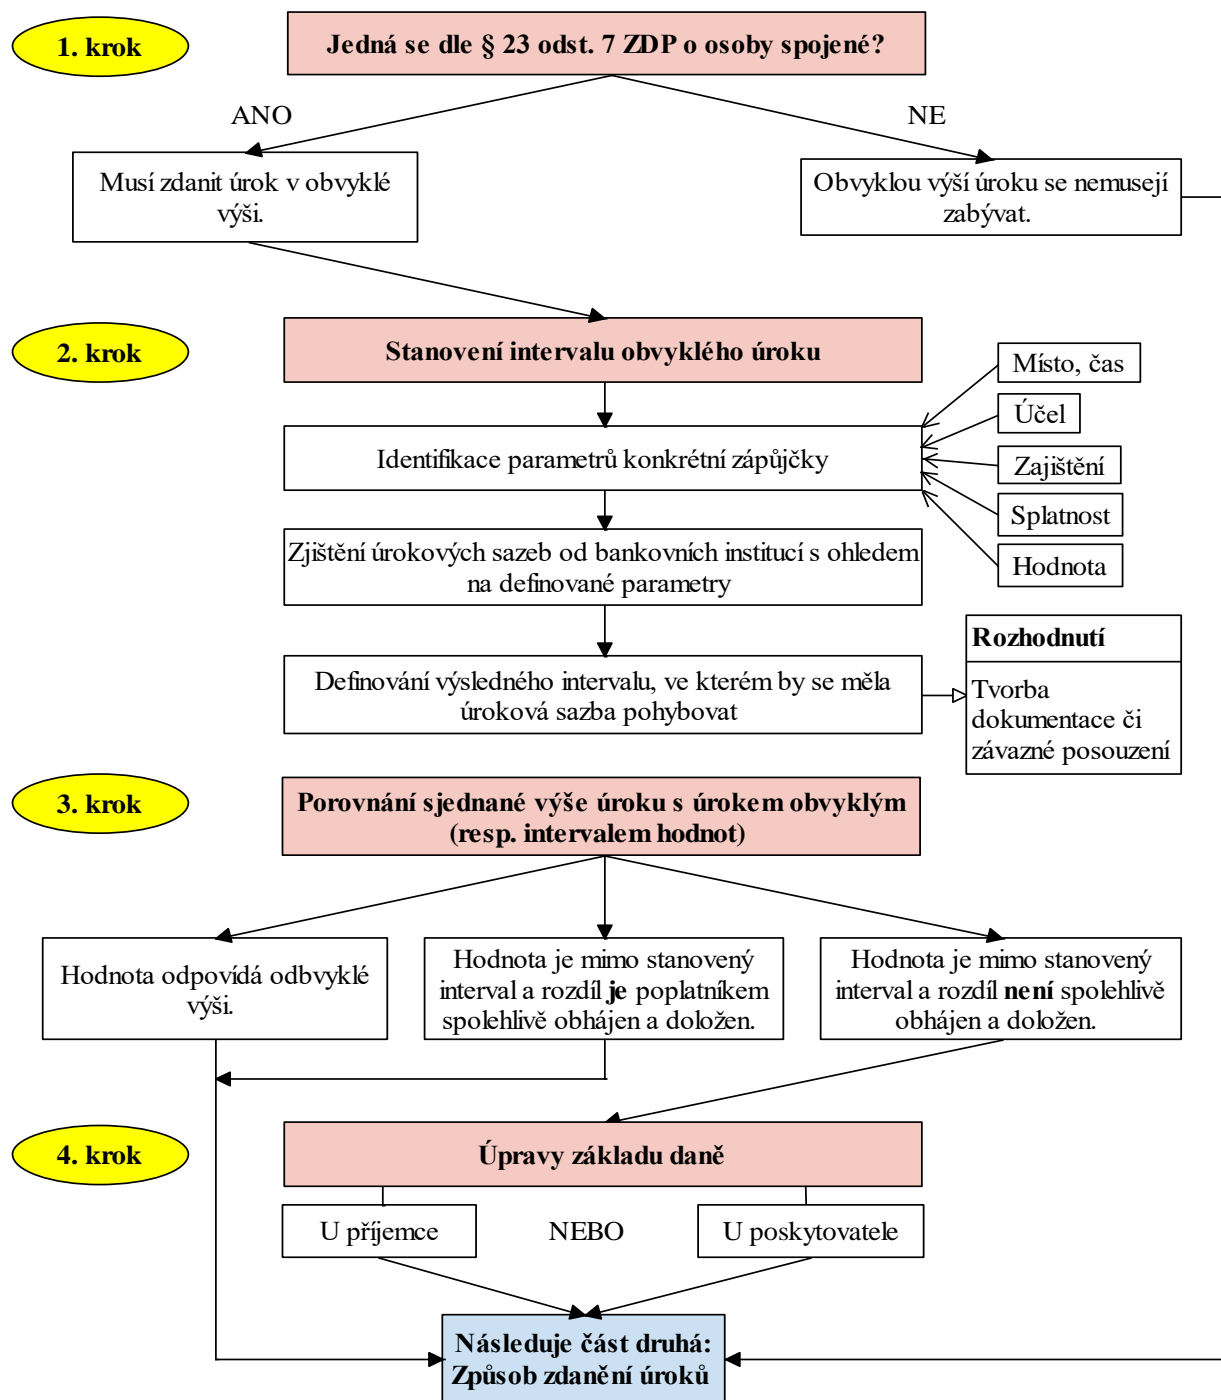 1. krok
Jedná se dle § 23 odst. 7 ZDP o osoby spojené?
ANO
NE
Musí zdanit úrok v obvyklé
výši.
Obvyklou výší úroku se nemusejí
zabývat.
2. krok
Stanovení intervalu obvyklého úroku
Místo, čas
Účel
Identifikace parametrů konkrétní zápůjčky
Zajištění
Splatnost
Hodnota
Zjištění úrokových sazeb od bankovních institucí s ohledem
na definované parametry
Definování výsledného intervalu, ve kterém by se měla
úroková sazba pohybovat
Rozhodnutí
Tvorba
dokumentace či
závazné posouzení
3. krok
Porovnání sjednané výše úroku s úrokem obvyklým
(resp. intervalem hodnot)
Hodnota odpovídá odbvyklé
výši.
Hodnota je mimo stanovený
interval a rozdíl je poplatníkem
spolehlivě obhájen a doložen.
Hodnota je mimo stanovený
interval a rozdíl není spolehlivě
obhájen a doložen.
4. krok
Úpravy základu daně
U příjemce
NEBO
U poskytovatele
Následuje část druhá:
Způsob zdanění úroků